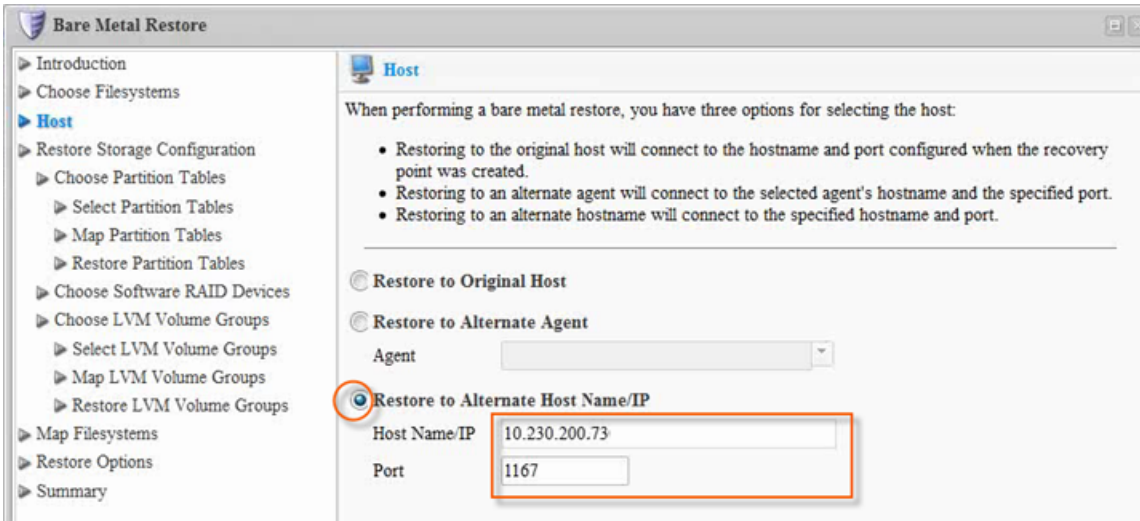 Bare Metal Restore
Introduction
Choose Filesystems
Host
Restore Storage Configuration
Choose Partition Tables
Select Partition Tables
Map Partition Tables
Restore Partition Tables
Choose Software RAID Devices
Choose LVM Volume Groups
Select LVM Volume Groups
Map LVM Volume Groups
Restore LVM Volume Groups
Map Filesystems
Restore Options
Summary
Host
When performing a bare metal restore, you have three options for selecting the host:
• Restoring to the original host will connect to the hostname and port configured when the recovery
point was created.
• Restoring to an alternate agent will connect to the selected agent's hostname and the specified port.
• Restoring to an alternate hostname will connect to the specified hostname and port.
Restore to Original Host
Restore to Alternate Agent
Agent
Restore to Alternate Host Name/IP
Host Name/IP 10.230.200.73
Port 1167